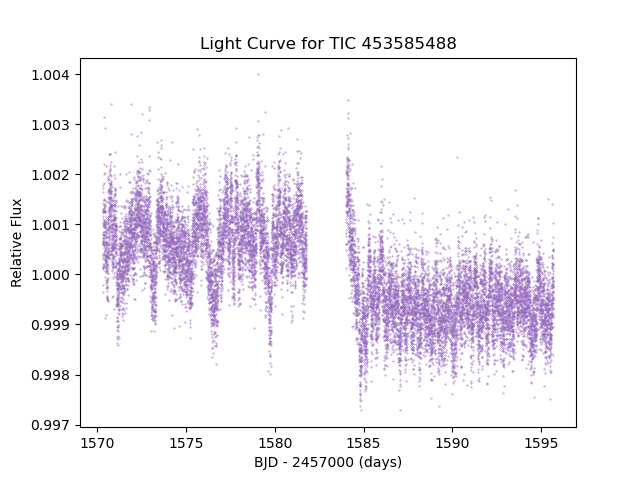 Light Curve for TIC 453585488
1.004
1.003
1.002
1.001
1.000
0.999
0.998
0.997
Relative Flux
1570 1575 1580 1585 1590 1595
BJD - 2457000 (days)